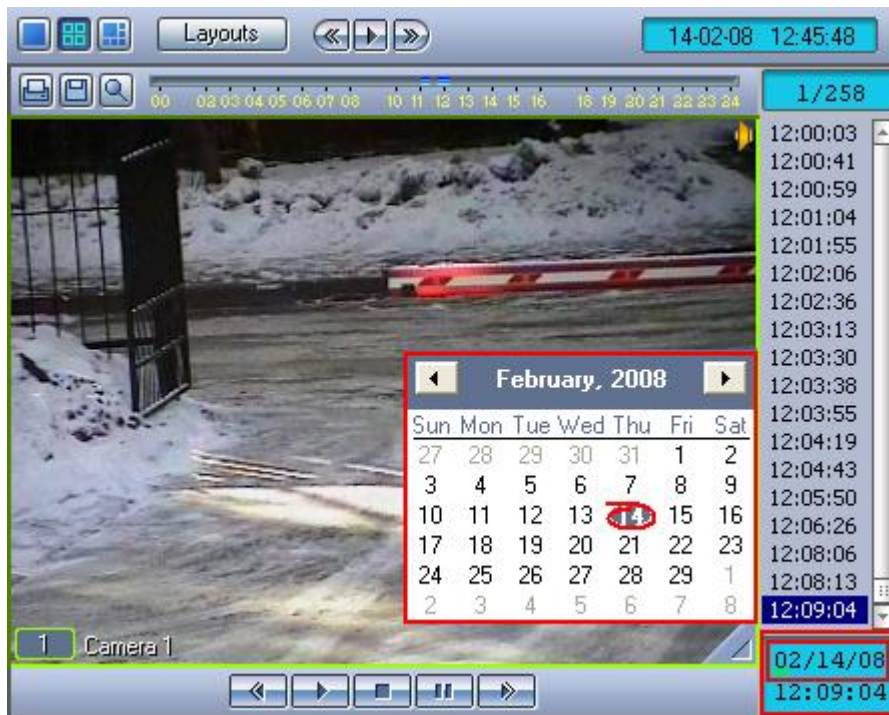 Layouts
14-02-08 12:45:48
00 02 03 04 05 06 07 08 10 11 12 13 14 15 16 18 19 20 21 22 23 24
1/258
12:00:03
12:00:41
12:00:59
12:01:04
12:01:55
12:02:06
12:02:36
12:03:13
12:03:30
12:03:38
12:03:55
12:04:19
12:04:43
12:05:50
12:06:26
12:08:06
12:08:13
12:09:04
February, 2008
Sun Mon Tue Wed Thu Fri Sat
27 28 29 30 31 1 2
3 4 5 6 7 8 9
10 11 12 13 14 15 16
17 18 19 20 21 22 23
24 25 26 27 28 29 1
2 3 4 5 6 7 8
1 Camera 1
02/14/08
12:09:04